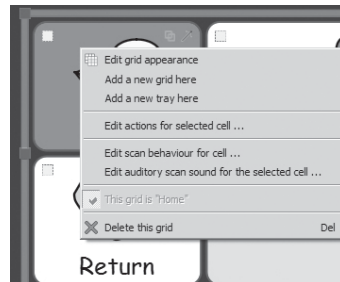 Edit grid appearance
Add a new grid here
Add a new tray here
Edit actions for selected cell ...
Edit scan behaviour for cell ...
Edit auditory scan sound for the selected cell ...
This grid is "Home"
Delete this grid Del
Return